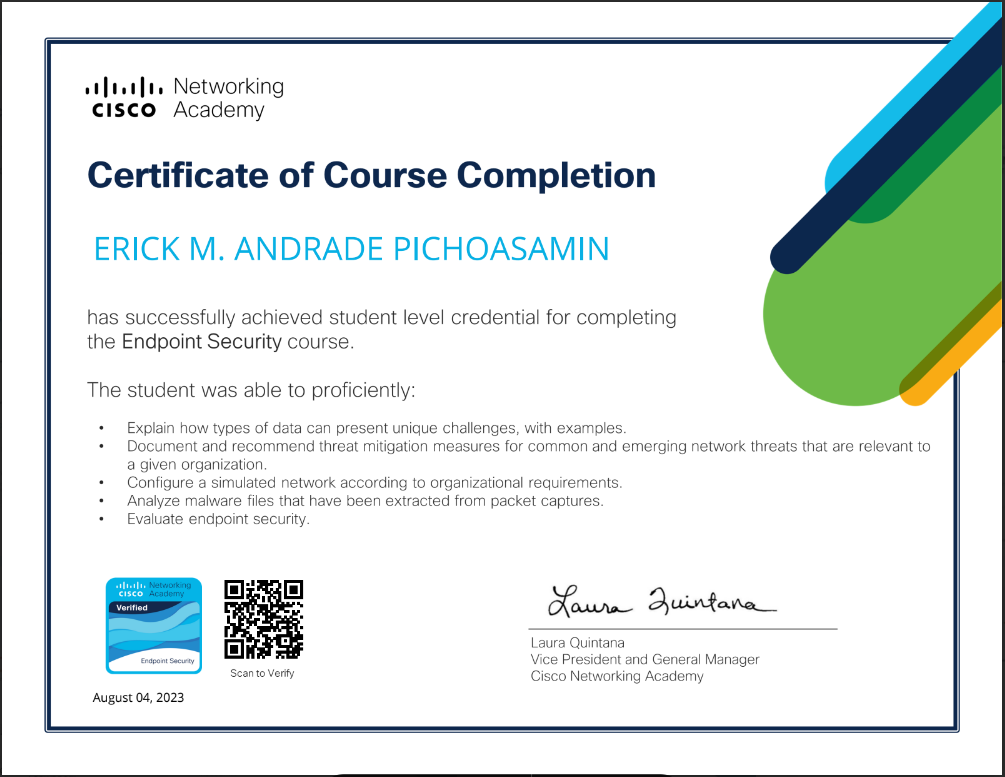 CISCO
Networking
Academy
Certificate of Course Completion
ERICK M. ANDRADE PICHOASAMIN
has successfully achieved student level credential for completing
the Endpoint Security course.
The student was able to proficiently:
• Explain how types of data can present unique challenges, with examples.
• Document and recommend threat mitigation measures for common and emerging network threats that are relevant to
a given organization.
• Configure a simulated network according to organizational requirements.
• Analyze malware files that have been extracted from packet captures.
• Evaluate endpoint security.
CISCO
Networking
Academy
Verified
Endpoint Security
Scan to Verify
August 04, 2023
Laura Quintana
Laura Quintana
Vice President and General Manager
Cisco Networking Academy